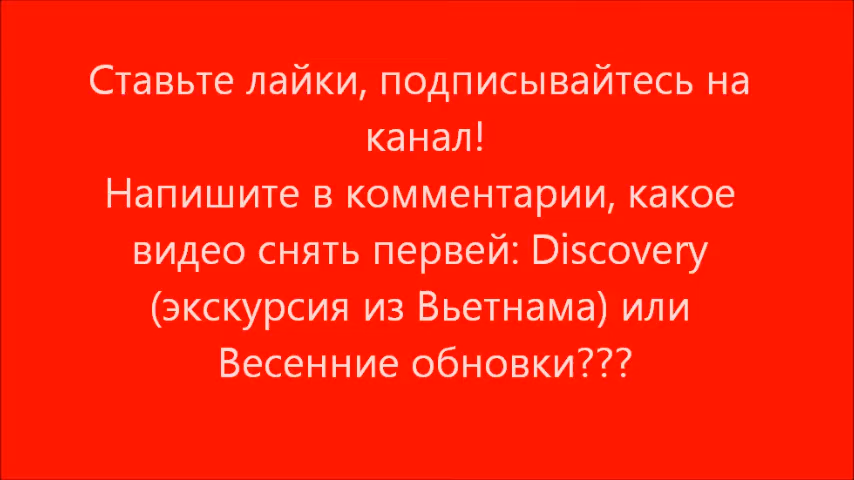 Ставьте лайки, подписывайтесь на
канал!
Напишите в комментарии, какое
видео снять первей: Discovery
(экскурсия из Вьетнама) или
Весенние обновки???